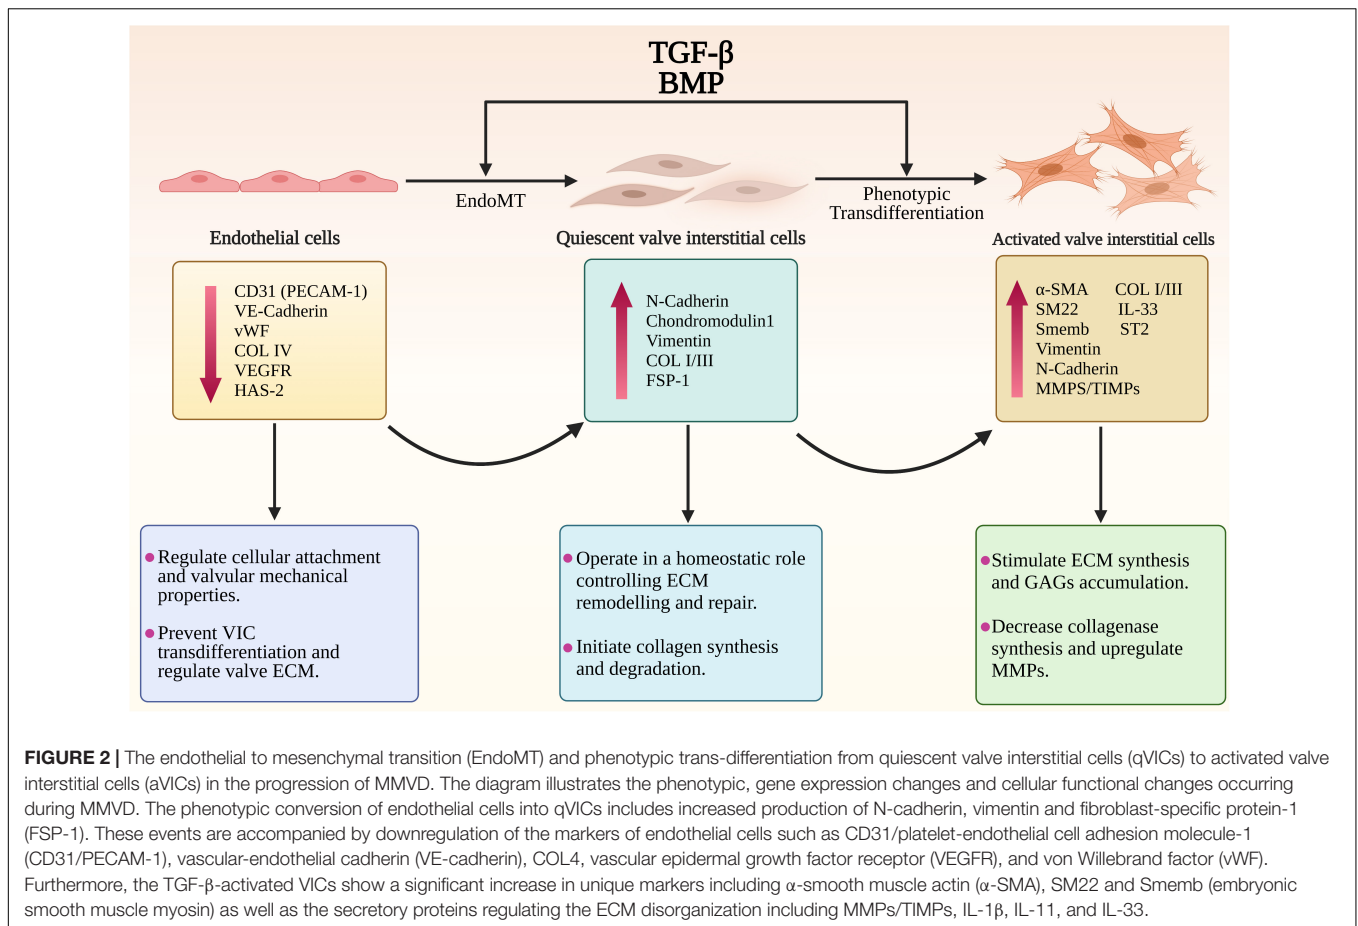 TGF-β
BMP
EndoMT
Phenotypic
Transdifferentiation
Endothelial cells
Quiescent valve interstitial cells
Activated valve interstitial cells
CD31 (PECAM-1)
VE-Cadherin
vWF
COL IV
VEGFR
HAS-2
N-Cadherin
Chondromodulin1
Vimentin
COL I/III
FSP-1
α-SMA COL I/III
SM22 IL-33
Smemb ST2
Vimentin
N-Cadherin
MMPS/TIMPs
Regulate cellular attachment
and valvular mechanical
properties.
Prevent VIC
transdifferentiation and
regulate valve ECM.
Operate in a homeostatic role
controlling ECM
remodelling and repair.
Initiate collagen synthesis
and degradation.
Stimulate ECM synthesis
and GAGs accumulation.
Decrease collagenase
synthesis and upregulate
MMPs.
FIGURE 2 | The endothelial to mesenchymal transition (EndoMT) and phenotypic trans-differentiation from quiescent valve interstitial cells (qVICs) to activated valve
interstitial cells (aVICs) in the progression of MMVD. The diagram illustrates the phenotypic, gene expression changes and cellular functional changes occurring
during MMVD. The phenotypic conversion of endothelial cells into qVICs includes increased production of N-cadherin, vimentin and fibroblast-specific protein-1
(FSP-1). These events are accompanied by downregulation of the markers of endothelial cells such as CD31/platelet-endothelial cell adhesion molecule-1
(CD31/PECAM-1), vascular-endothelial cadherin (VE-cadherin), COL4, vascular epidermal growth factor receptor (VEGFR), and von Willebrand factor (vWF).
Furthermore, the TGF-β-activated VICs show a significant increase in unique markers including α-smooth muscle actin (α-SMA), SM22 and Smemb (embryonic
smooth muscle myosin) as well as the secretory proteins regulating the ECM disorganization including MMPs/TIMPs, IL-1β, IL-11, and IL-33.